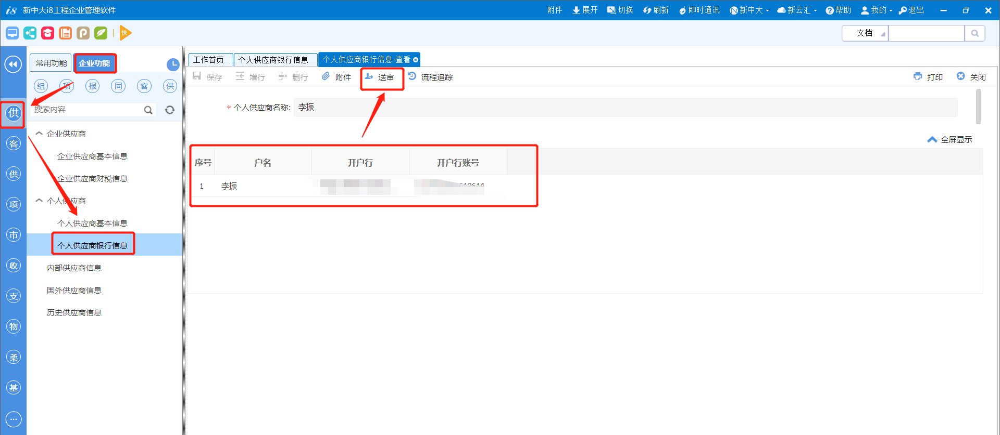 i8 新中大i8工程企业管理软件 附件 展开 切换 刷新 即时通讯 新中大 新云汇 帮助 我的 退出
快 文档
常用功能 企业功能
组 项 报 同 客 供
搜索内容
供
客
供
项
市
收
支
物
柔
基
企业供应商
企业供应商基本信息
企业供应商财税信息
个人供应商
个人供应商基本信息
个人供应商银行信息
内部供应商信息
国外供应商信息
历史供应商信息
工作首页 个人供应商银行信息 个人供应商银行信息-查看
保存 增行 删行 附件 送审 流程追踪 打印 关闭
* 个人供应商名称: 李振
全屏显示
序号 户名 开户行 开户行账号
1 李振